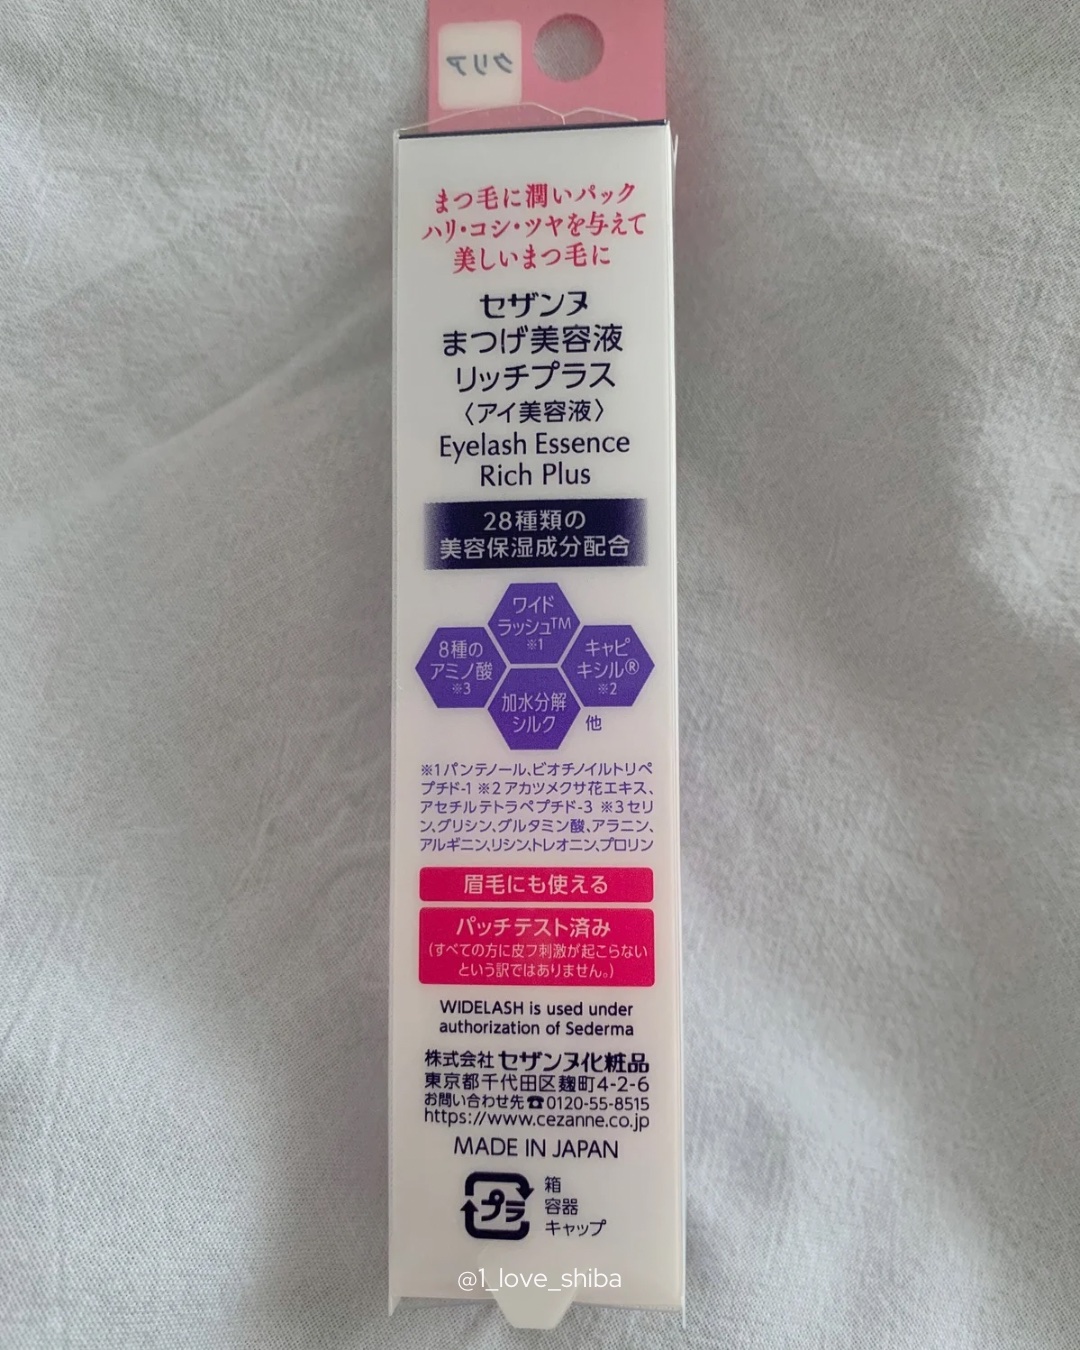 クリア
まつ毛に潤いパック
ハリ・コシ・ツヤを与えて
美しいまつ毛に
セザンヌ
まつげ美容液
リッチプラス
〈アイ美容液〉
Eyelash Essence
Rich Plus
28種類の
美容保湿成分配合
ワイド
ラッシュ™
※1
8種の
アミノ酸
※3
キャピ
キシル®
※2
加水分解
シルク
他
※1パンテノール、ビオチノイルトリペ
プチド-1 ※2アカツメクサ花エキス、
アセチルテトラペプチド-3 ※3セリ
ン、グリシン、グルタミン酸、アラニン、
アルギニン、リシン、トレオニン、プロリン
眉毛にも使える
パッチテスト済み
(すべての方に皮フ刺激が起こらない
という訳ではありません。)
WIDELASH is used under
authorization of Sederma
株式会社セザンヌ化粧品
東京都千代田区麹町4-2-6
お問い合わせ先☎0120-55-8515
https://www.cezanne.co.jp
MADE IN JAPAN
プラ
箱
容器
キャップ
@1_love_shiba